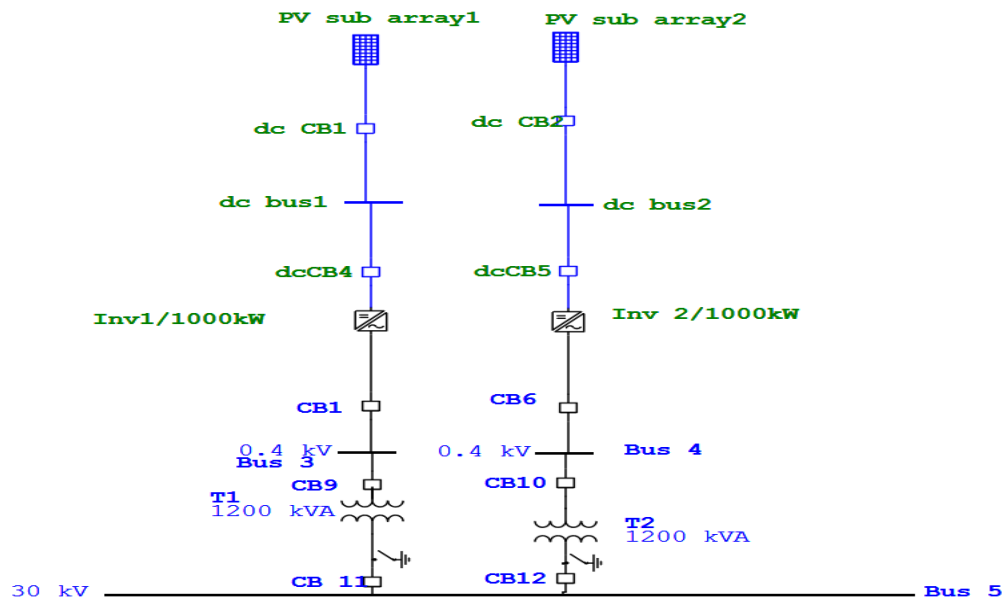 PV sub array1
PV sub array2
dc CB1
dc CB2
dc bus1
dc bus2
dcCB4
dcCB5
Inv1/1000kW
Inv 2/1000kW
CB1
CB6
0.4 kV
Bus 3
0.4 kV
Bus 4
CB9
CB10
T1
1200 kVA
T2
1200 kVA
CB 11
CB12
30 kV
Bus 5